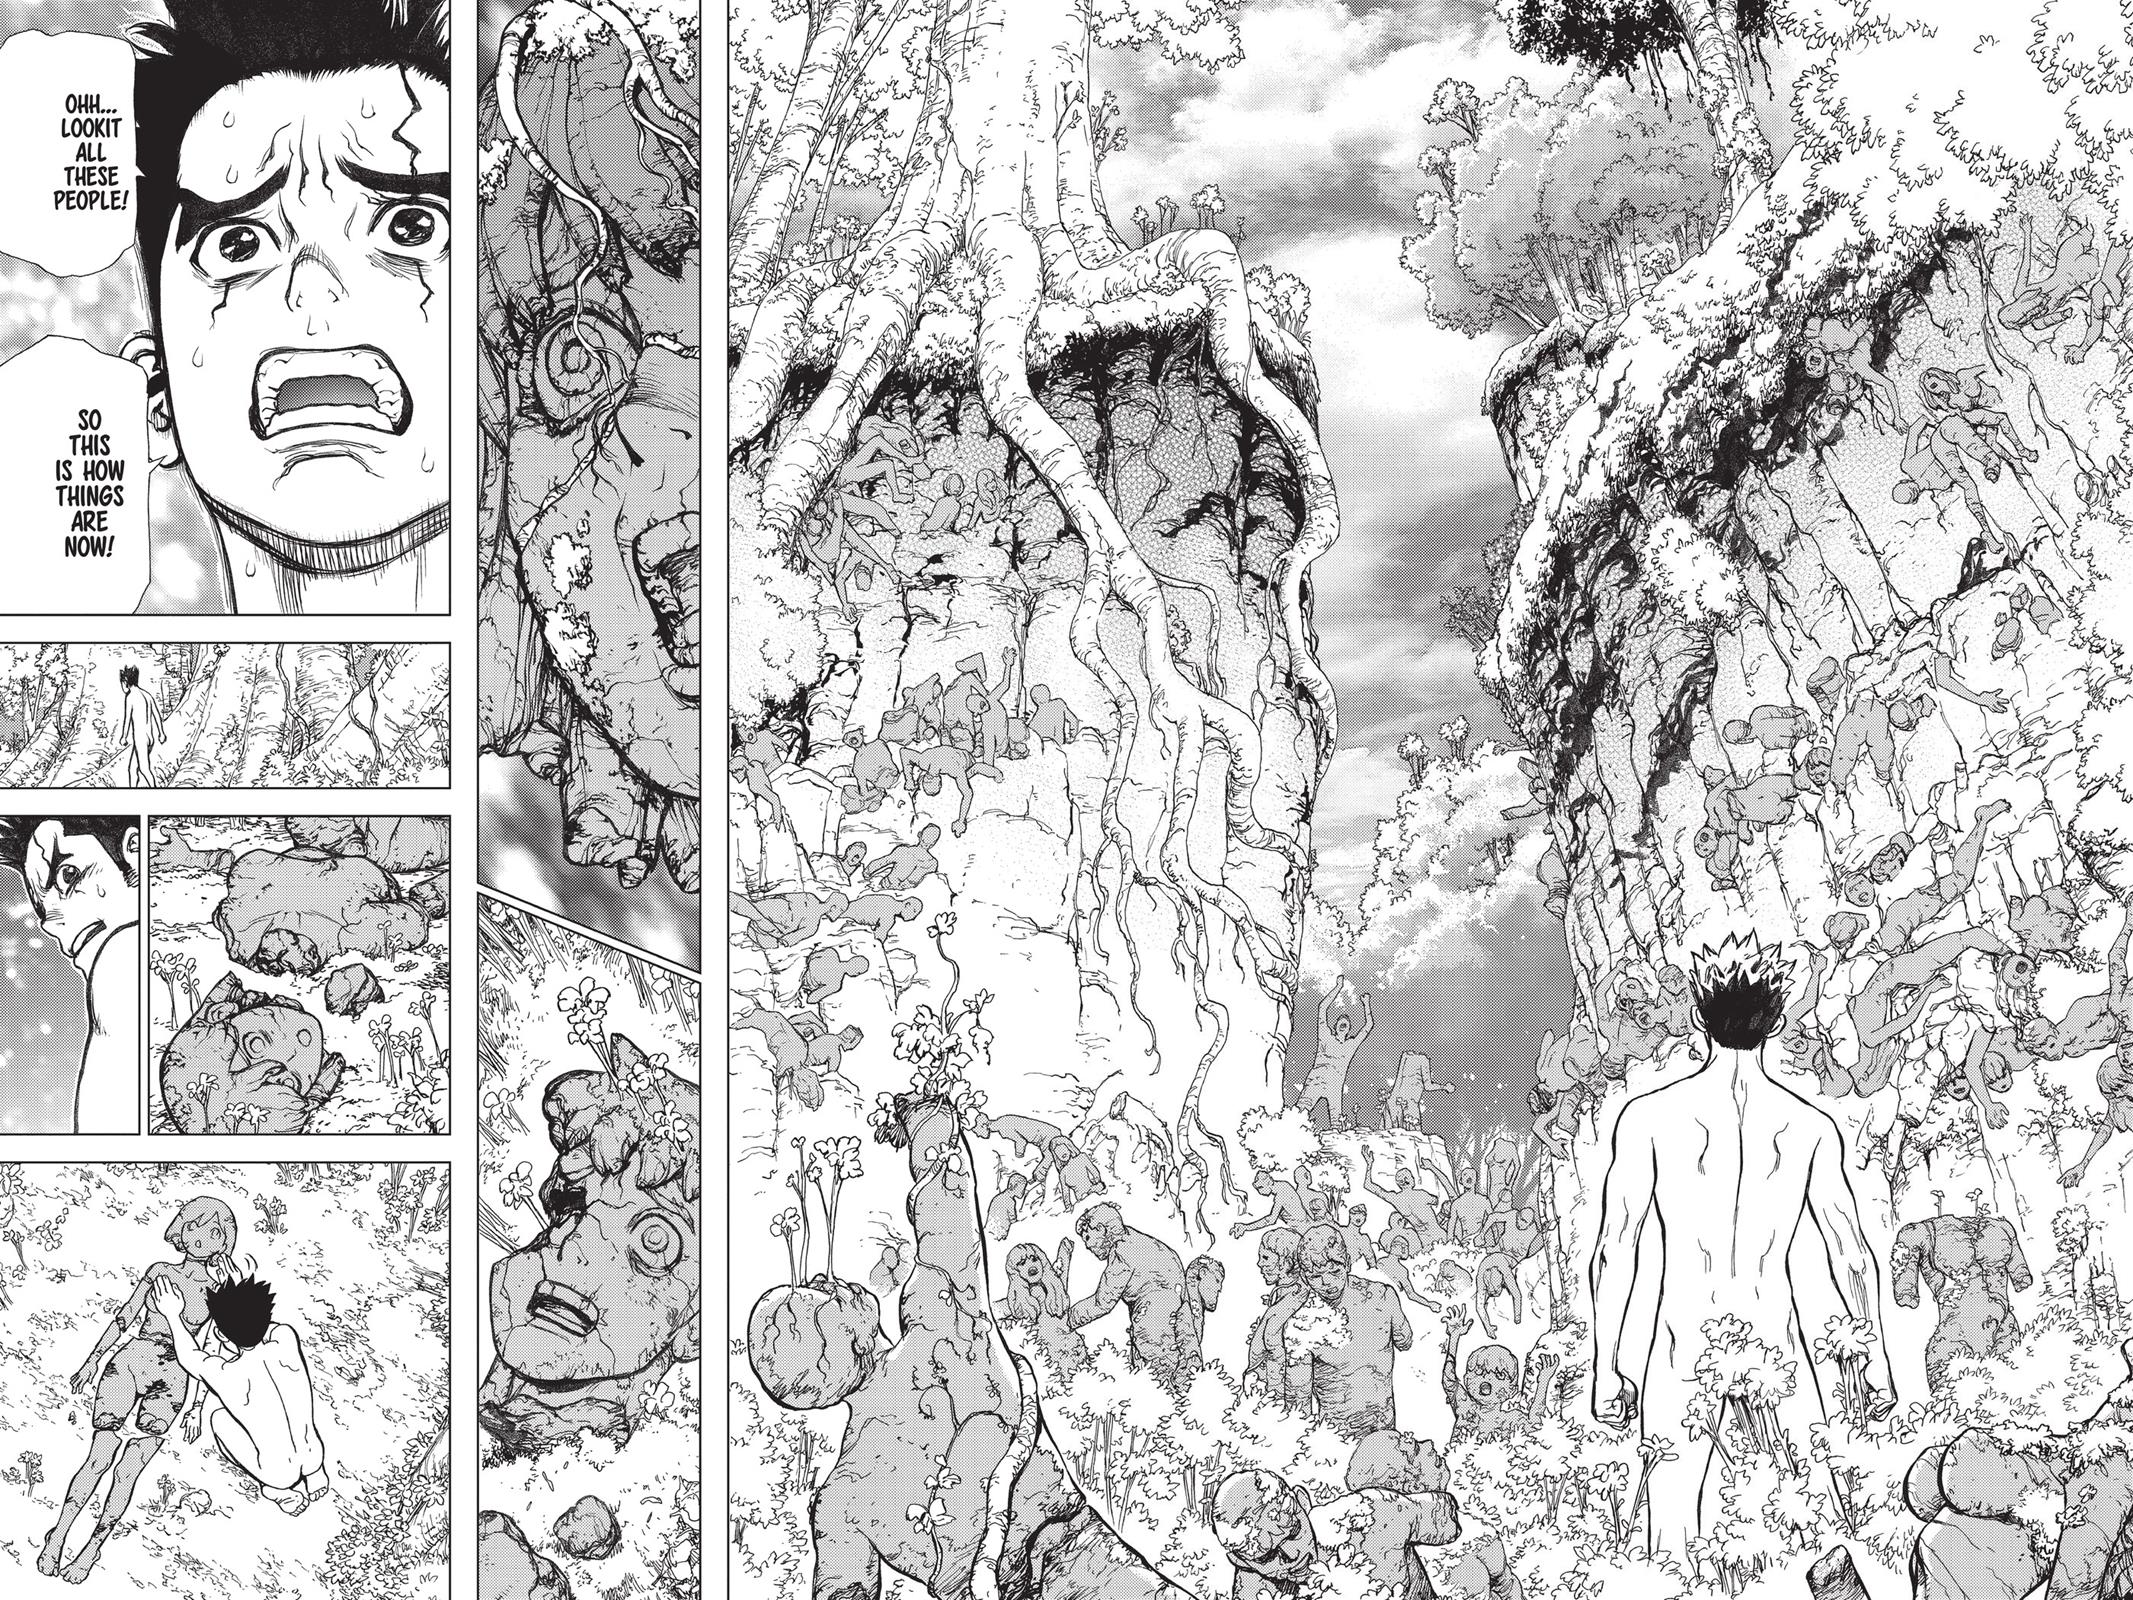 OHH...
LOOKIT
ALL
THESE
PEOPLE!
SO
THIS
IS HOW
THINGS
ARE
NOW!